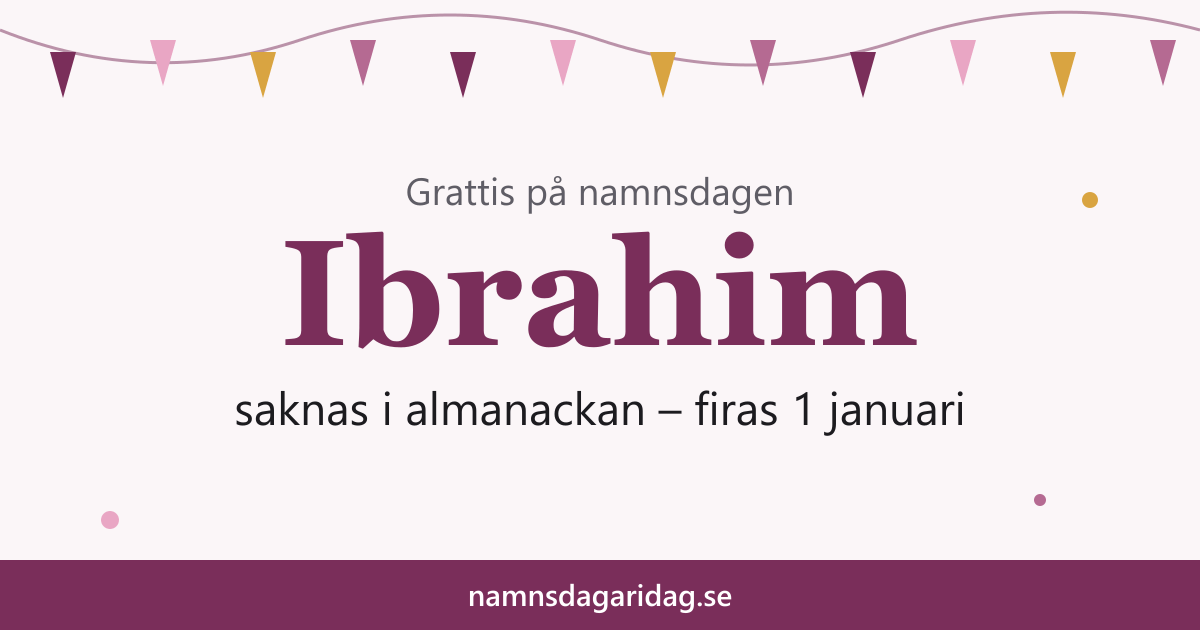 Grattis på namnsdagen
Ibrahim
saknas i almanackan – firas 1 januari
namnsdagaridag.se